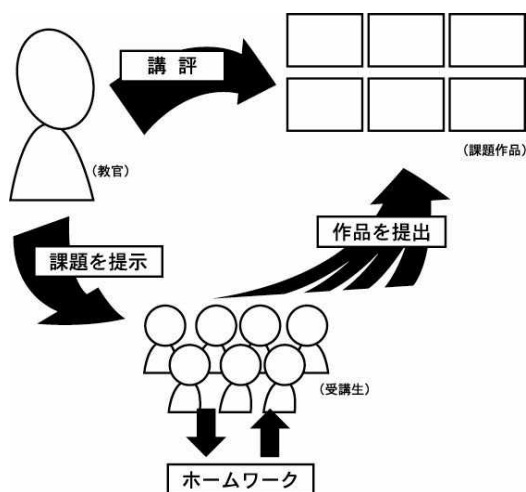 講評
（教官）
（課題作品）
課題を提示
作品を提出
（受講生）
ホームワーク